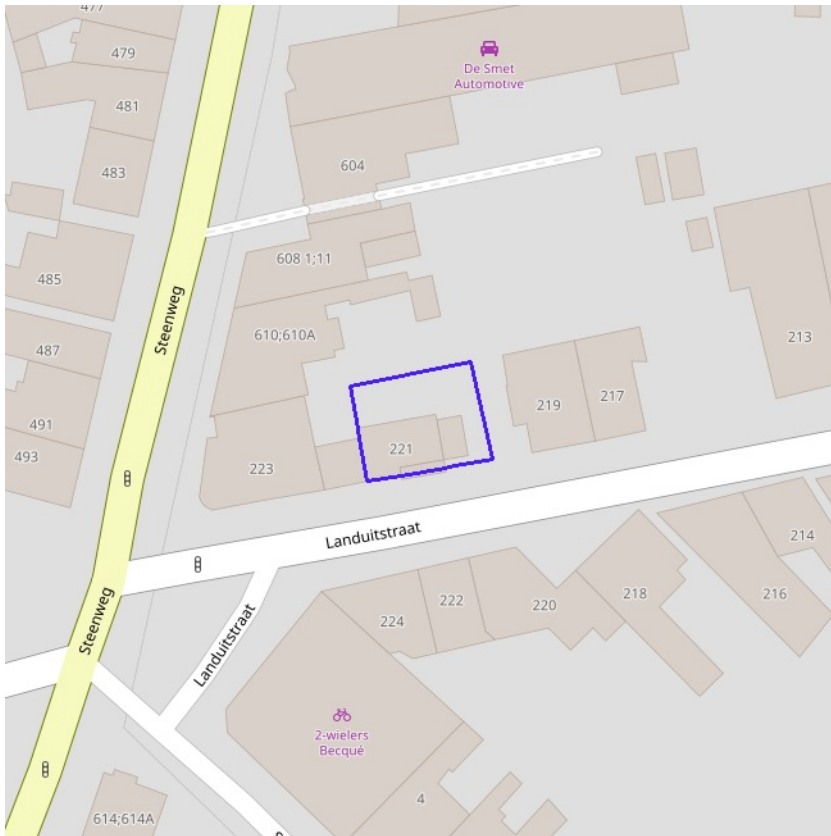 477
479
481
483
485
487
491
493
De Smet
Automotive
604
608 1;11
610;610A
Steenweg
213
217
219
221
223
Landuitstraat
214
216
218
220
222
224
Landuitstraat
Steenweg
2-wielers
Becqué
4
614;614A